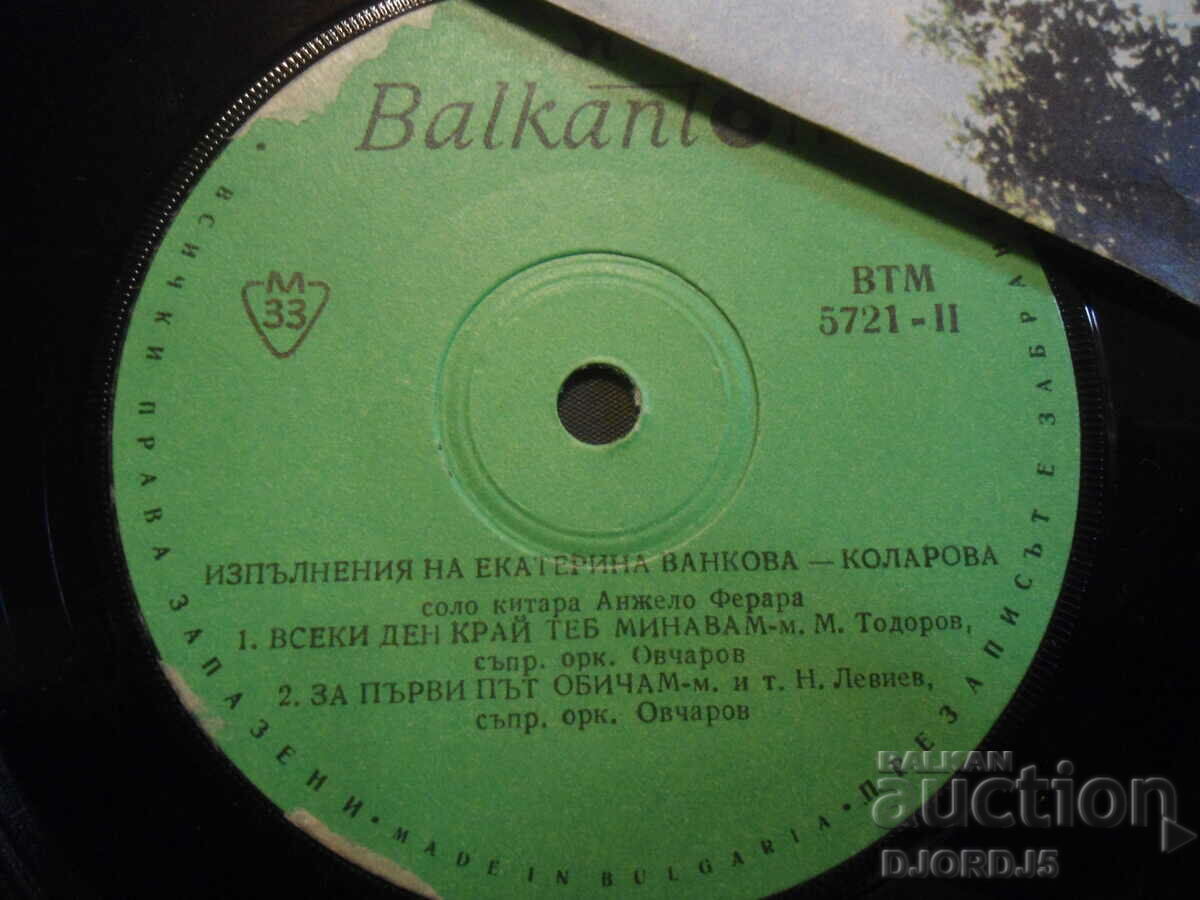 Balkanton
М
33
ВТМ
5721-II
ИЗПЪЛНЕНИЯ НА ЕКАТЕРИНА ВАНКОВА — КОЛАРОВА
соло китара Анжело Ферара
1. ВСЕКИ ДЕН КРАЙ ТЕБ МИНАВАМ-м. М. Тодоров,
съпр. орк. Овчаров
2. ЗА ПЪРВИ ПЪТ ОБИЧАМ-м. и т. Н. Левиев,
съпр. орк. Овчаров
ВСИЧКИ ПРАВА ЗАПАЗЕНИ • MADE IN BULGARIA • ПРЕЗАПИСЪТ Е ЗАБРАН
BALKAN
auction
DJORDJ5